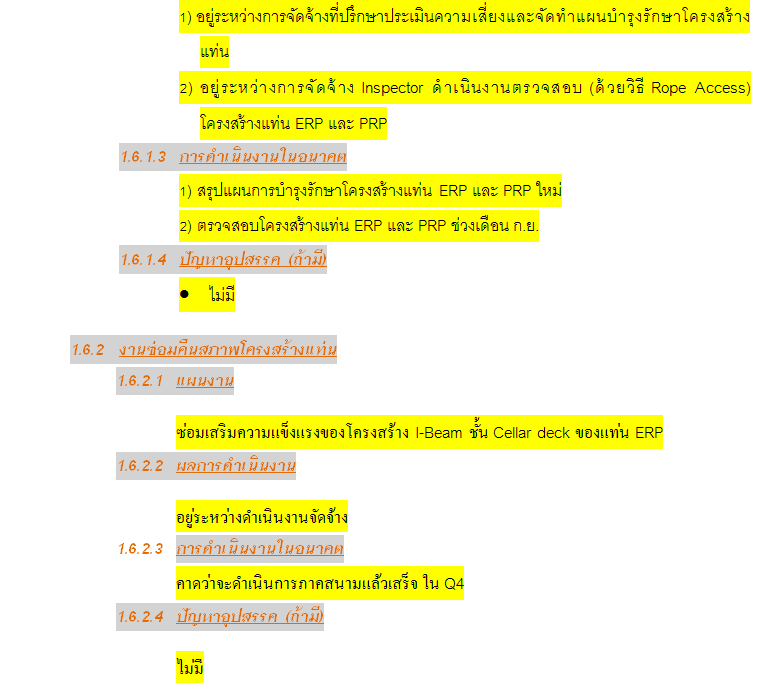 1) อยู่ระหว่างการจัดจ้างที่ปรึกษาประเมินความเสี่ยงและจัดทำแผนบำรุงรักษาโครงสร้าง
แท่น
2) อยู่ระหว่างการจัดจ้าง Inspector ดำเนินงานตรวจสอบ (ด้วยวิธี Rope Access)
โครงสร้างแท่น ERP และ PRP
1.6.1.3 การดำเนินงานในอนาคต
1) สรุปแผนการบำรุงรักษาโครงสร้างแท่น ERP และ PRP ใหม่
2) ตรวจสอบโครงสร้างแท่น ERP และ PRP ช่วงเดือน ก.ย.
1.6.1.4 ปัญหาอุปสรรค (ถ้ามี)
● ไม่มี
1.6.2 งานซ่อมคืนสภาพโครงสร้างแท่น
1.6.2.1 แผนงาน
ซ่อมเสริมความแข็งแรงของโครงสร้าง I-Beam ชั้น Cellar deck ของแท่น ERP
1.6.2.2 ผลการดำเนินงาน
อยู่ระหว่างดำเนินงานจัดจ้าง
1.6.2.3 การดำเนินงานในอนาคต
คาดว่าจะดำเนินการภาคสนามแล้วเสร็จ ใน Q4
1.6.2.4 ปัญหาอุปสรรค (ถ้ามี)
ไม่มี